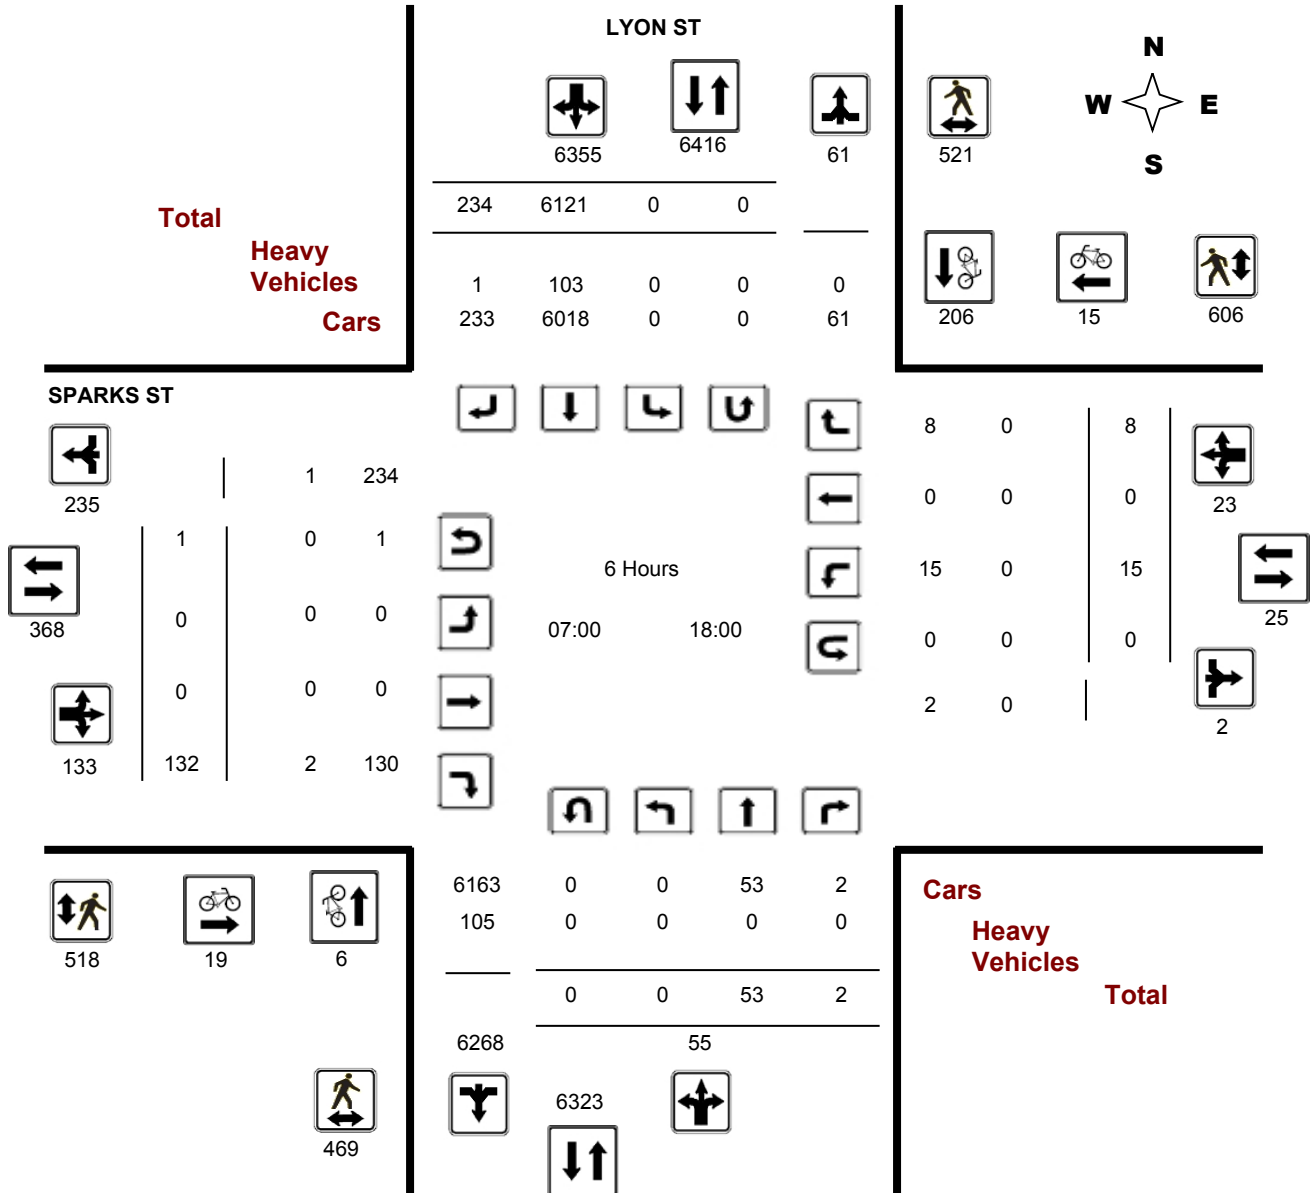 LYON ST
N
W E
S
6355 6416 61 521
234 6121 0 0
Total
Heavy
Vehicles
1 103 0 0 0
Cars
233 6018 0 0 61
206 15 606
SPARKS ST
8 0 8
1 234
235
0 0 0
23
1 0 1
6 Hours
15 0 15
0 0 0
368
07:00 18:00
25
0 0 0
0 0 0
2 0
2
133 132 2 130
6163 0 0 53 2
Cars
105 0 0 0 0
Heavy
Vehicles
518 19 6
0 0 53 2
Total
6268 55
6323
469